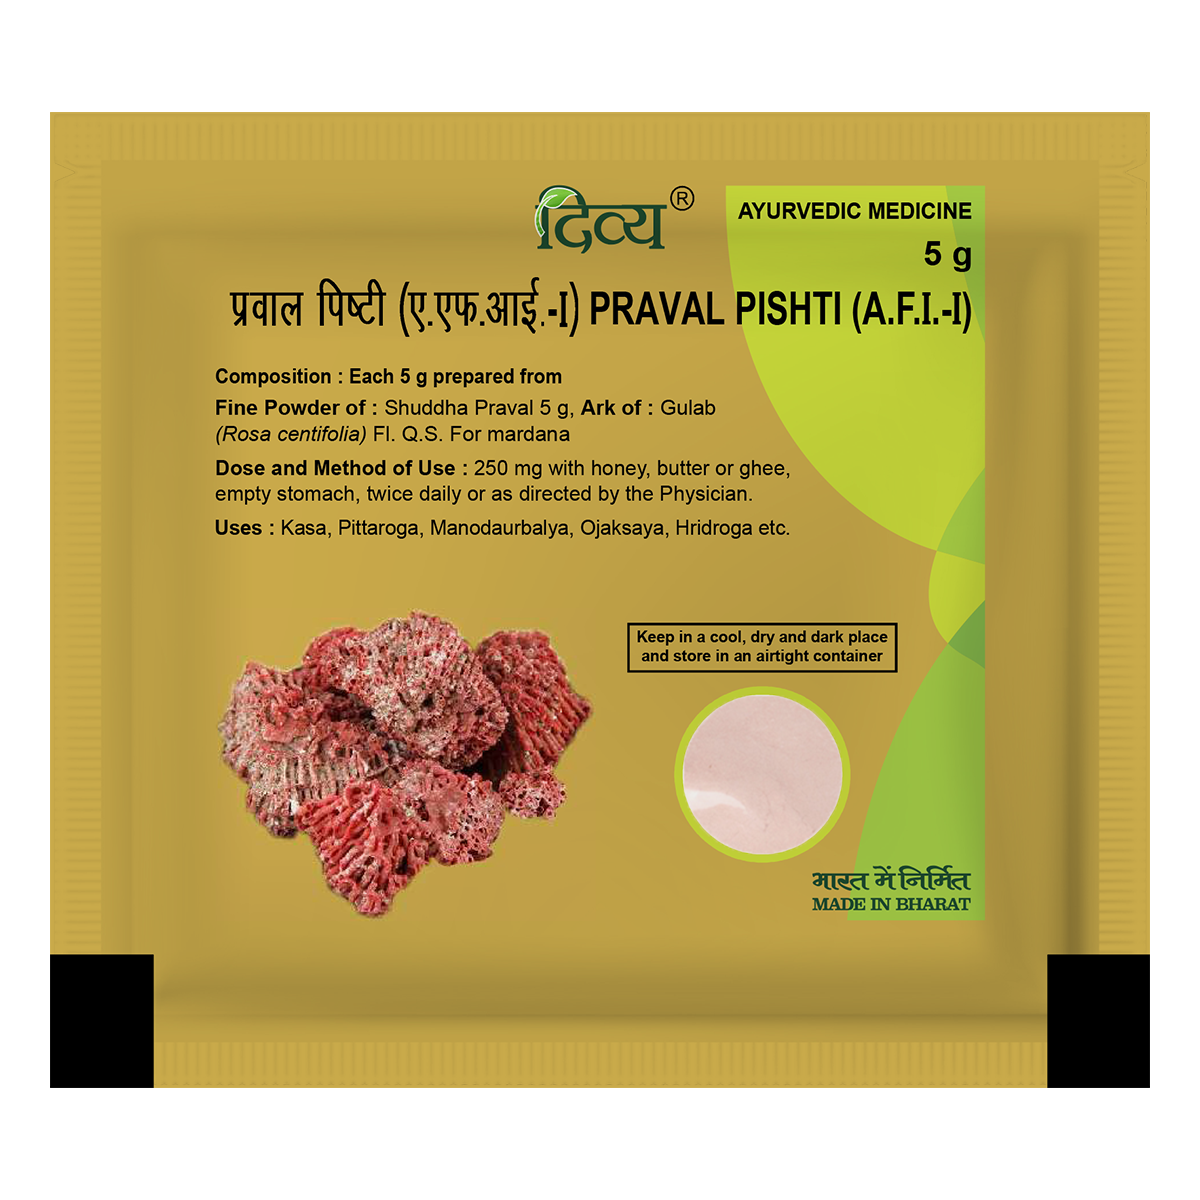 दिव्य®
AYURVEDIC MEDICINE
5 g
प्रवाल पिष्टी (ए.एफ.आई.-I) PRAVAL PISHTI (A.F.I.-I)
Composition : Each 5 g prepared from
Fine Powder of : Shuddha Praval 5 g, Ark of : Gulab
(Rosa centifolia) Fl. Q.S. For mardana
Dose and Method of Use : 250 mg with honey, butter or ghee,
empty stomach, twice daily or as directed by the Physician.
Uses : Kasa, Pittaroga, Manodaurbalya, Ojaksaya, Hridroga etc.
Keep in a cool, dry and dark place
and store in an airtight container
भारत में निर्मित
MADE IN BHARAT